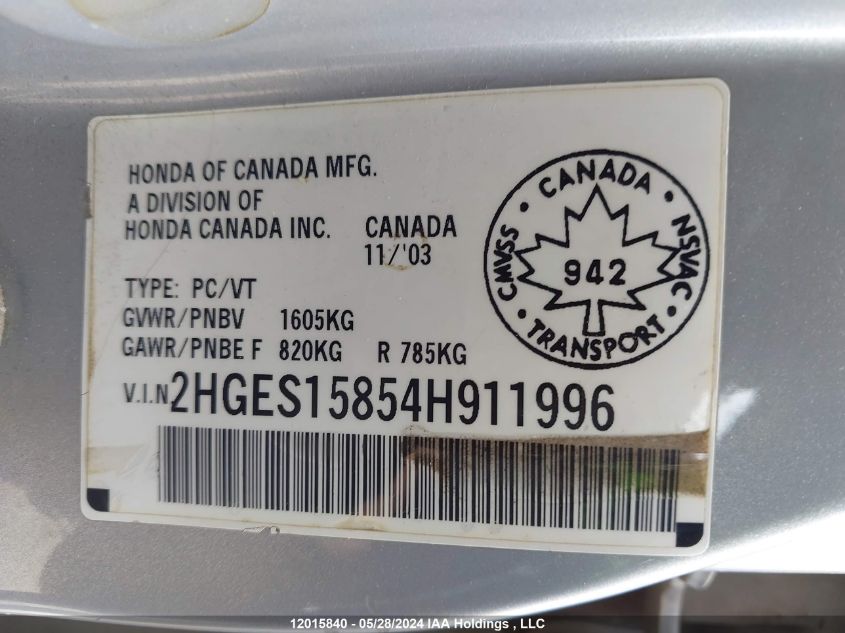 HONDA OF CANADA MFG.
A DIVISION OF
HONDA CANADA INC. CANADA
11/'03
TYPE: PC/VT
GVWR/PNBV 1605KG
GAWR/PNBE F 820KG R 785KG
V.I.N 2HGES15854H911996
CMVSS • CANADA • NSVAC • TRANSPORT •
942
12015840 - 05/28/2024 IAA Holdings , LLC